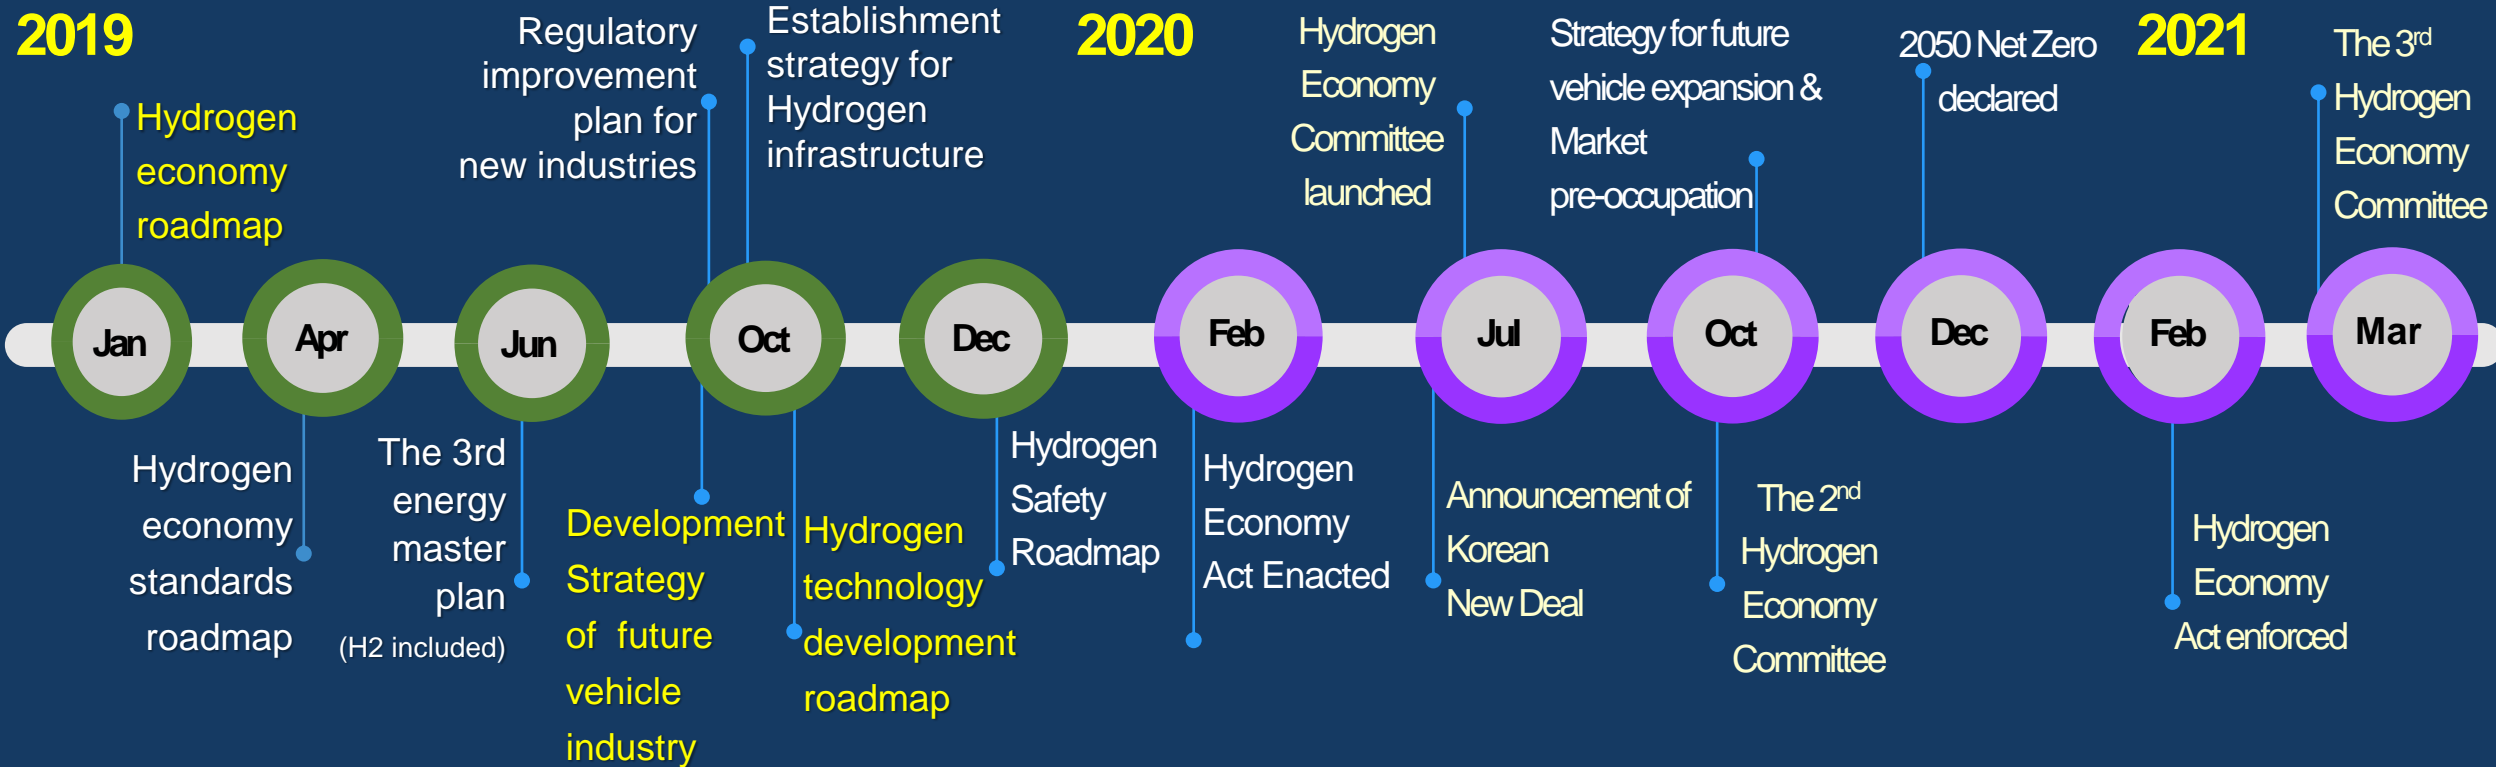 2019
Hydrogen
economy
roadmap
Regulatory
improvement
plan for
new industries
Establishment
strategy for
Hydrogen
infrastructure
2020
Hydrogen
Economy
Committee
launched
Strategy for future
vehicle expansion &
Market
pre-occupation
2050 Net Zero
declared
2021
The 3rd
Hydrogen
Economy
Committee
Jan
Apr
Jun
Oct
Dec
Feb
Jul
Oct
Dec
Feb
Mar
Hydrogen
economy
standards
roadmap
The 3rd
energy
master
plan
(H2 included)
Development
Strategy
of future
vehicle
industry
Hydrogen
technology
development
roadmap
Hydrogen
Safety
Roadmap
Hydrogen
Economy
Act Enacted
Announcement of
Korean
New Deal
The 2nd
Hydrogen
Economy
Committee
Hydrogen
Economy
Act enforced